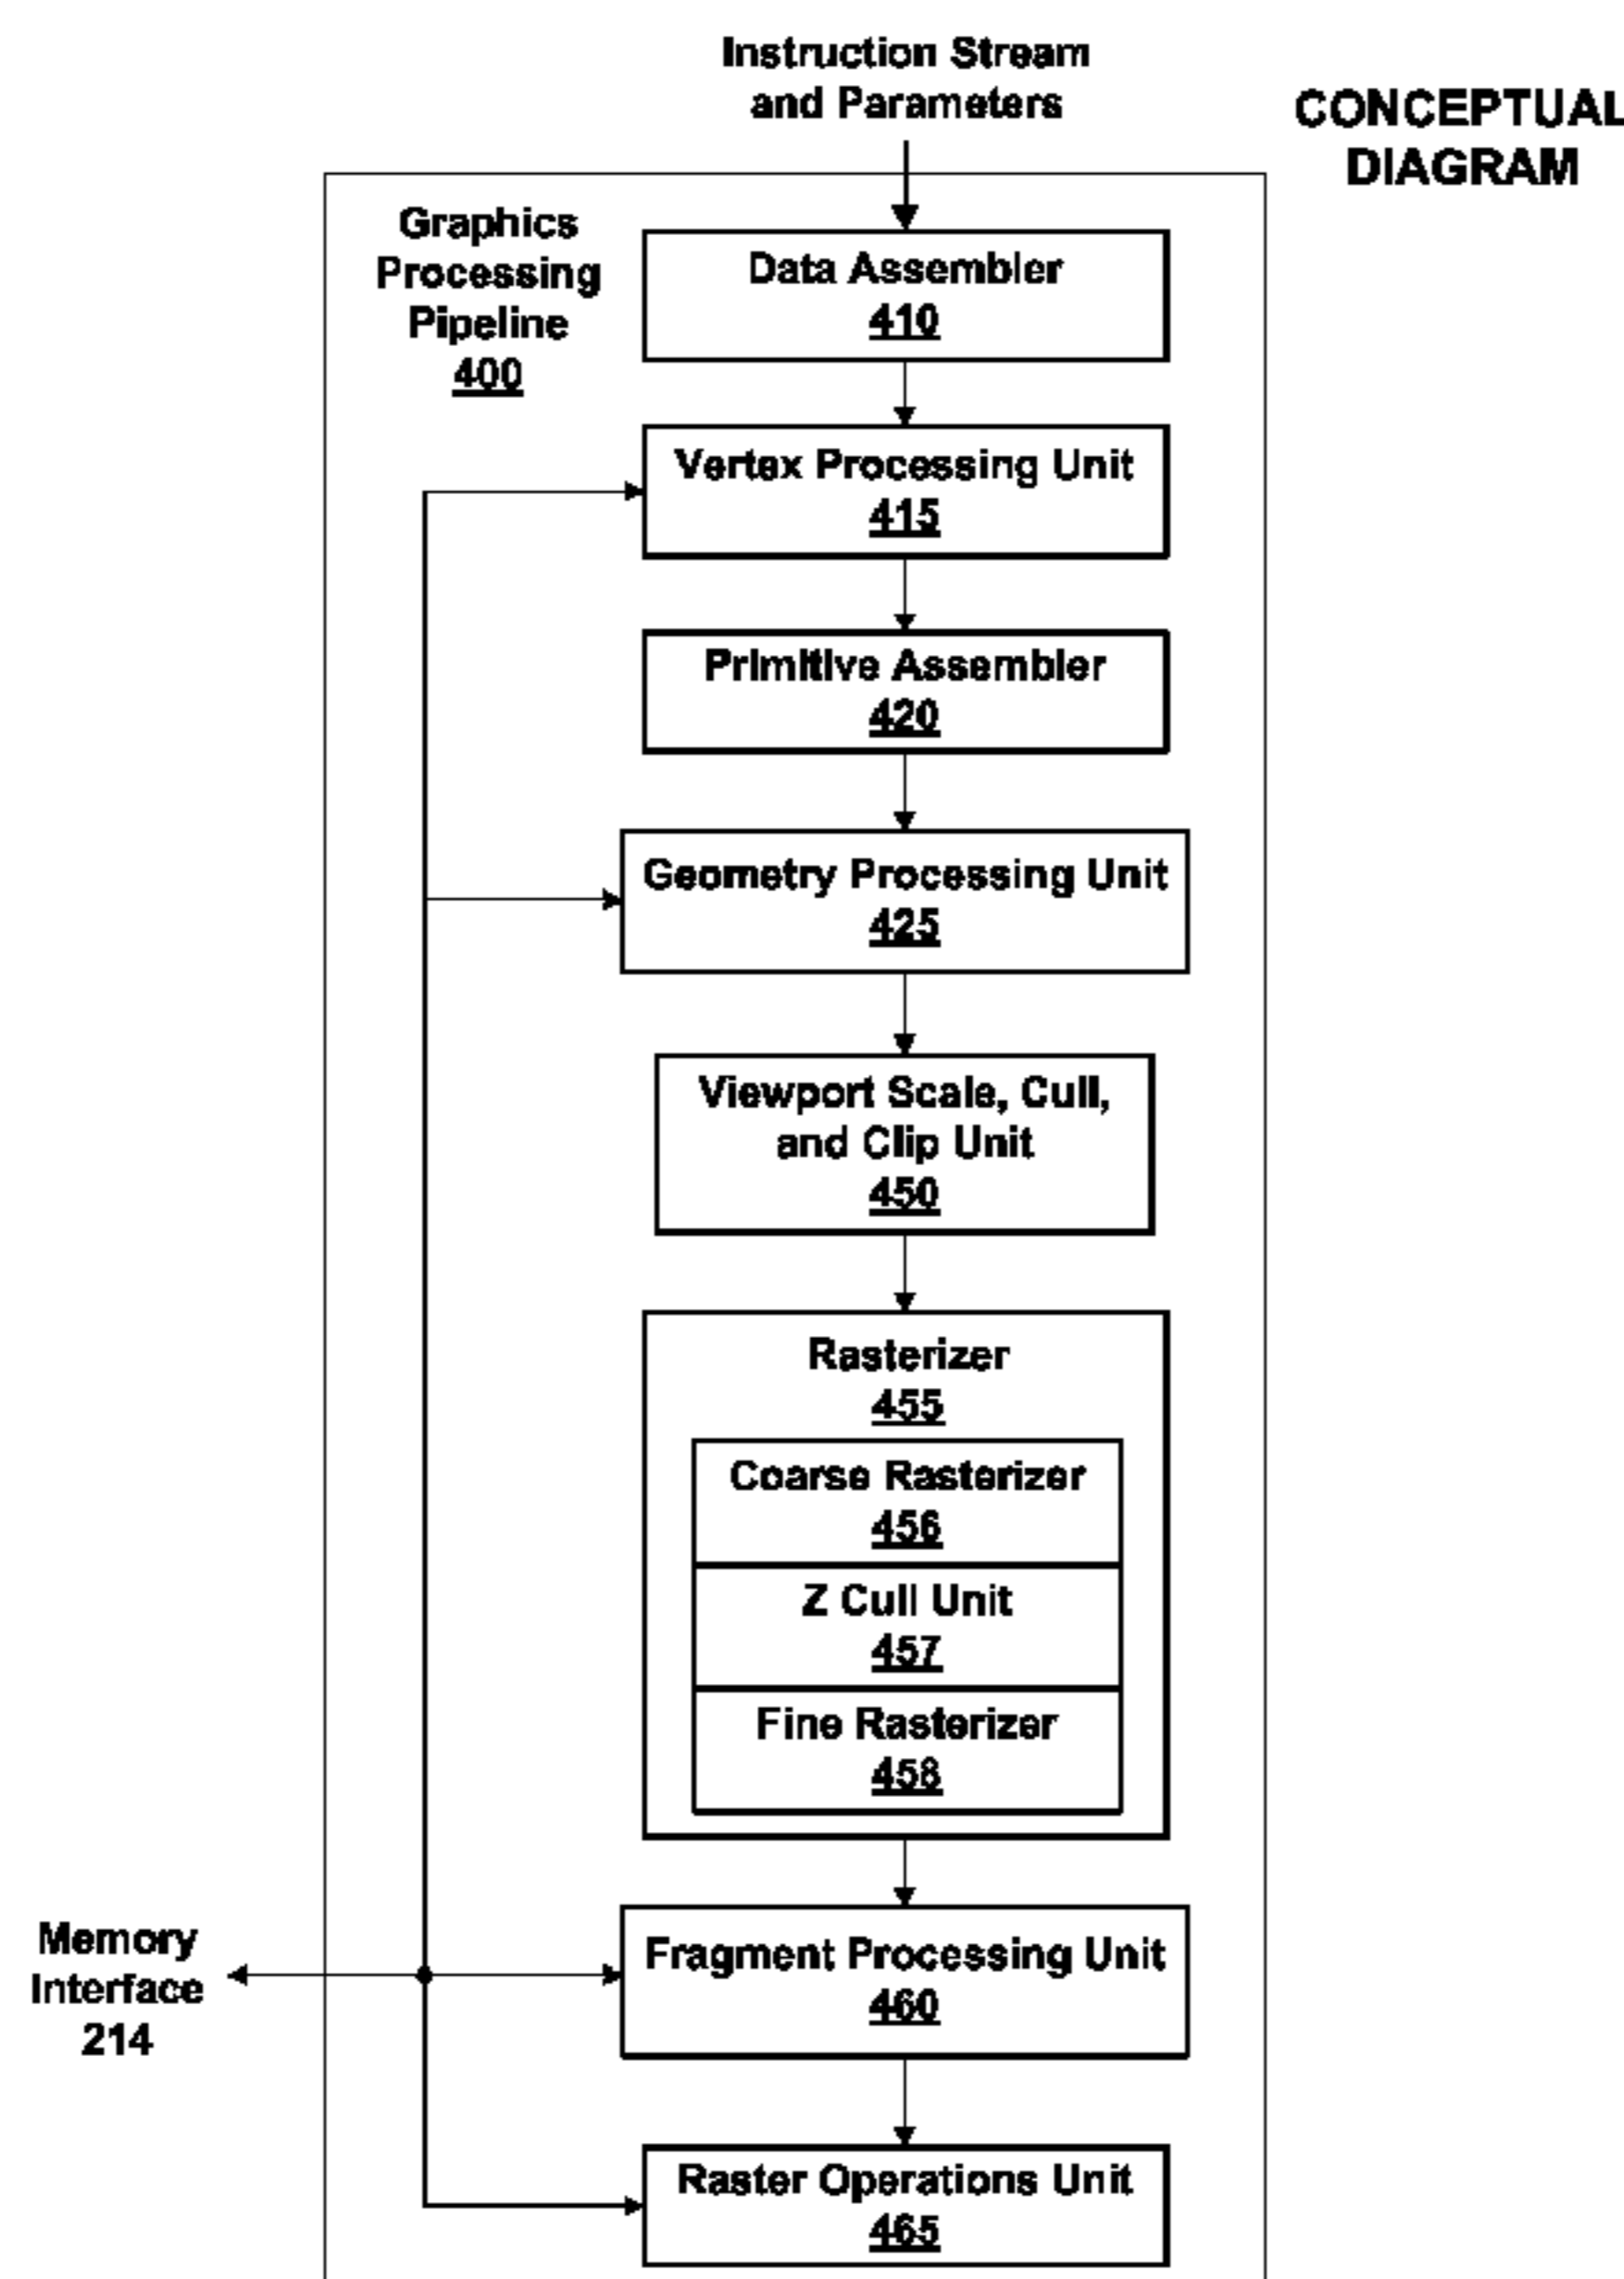 Instruction Stream
and Parameters
CONCEPTUAL
DIAGRAM
Graphics
Processing
Pipeline
400
Data Assembler
410
Vertex Processing Unit
415
Primitive Assembler
420
Geometry Processing Unit
425
Viewport Scale, Cull,
and Clip Unit
450
Rasterizer
455
Coarse Rasterizer
456
Z Cull Unit
457
Fine Rasterizer
458
Memory
Interface
214
Fragment Processing Unit
460
Raster Operations Unit
465